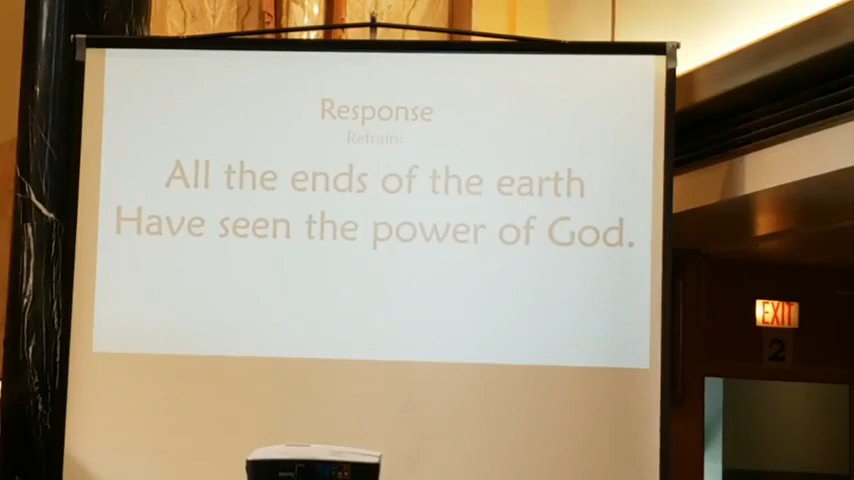 Response
Refrain:
All the ends of the earth
Have seen the power of God.
EXIT
2